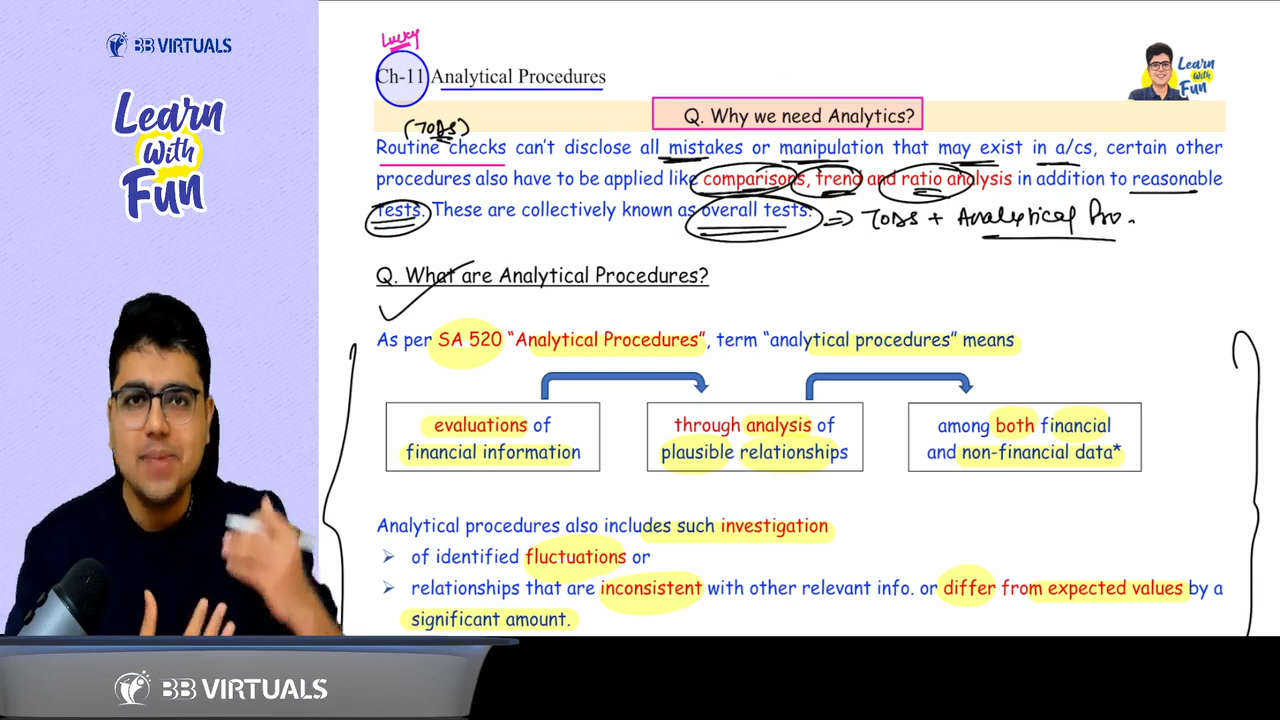 BB VIRTUALS
Learn
With
Fun
Lucky
Ch-11 Analytical Procedures
Learn
With
Fun
Q. Why we need Analytics?
(TODs)
Routine checks can't disclose all mistakes or manipulation that may exist in a/cs, certain other
procedures also have to be applied like comparisons, trend and ratio analysis in addition to reasonable
tests. These are collectively known as overall tests. ⇒ TODs + Analytical Pro.
Q. What are Analytical Procedures?
As per SA 520 “Analytical Procedures”, term “analytical procedures” means
evaluations of
financial information
through analysis of
plausible relationships
among both financial
and non-financial data*
Analytical procedures also includes such investigation
➢ of identified fluctuations or
➢ relationships that are inconsistent with other relevant info. or differ from expected values by a
significant amount.
BB VIRTUALS